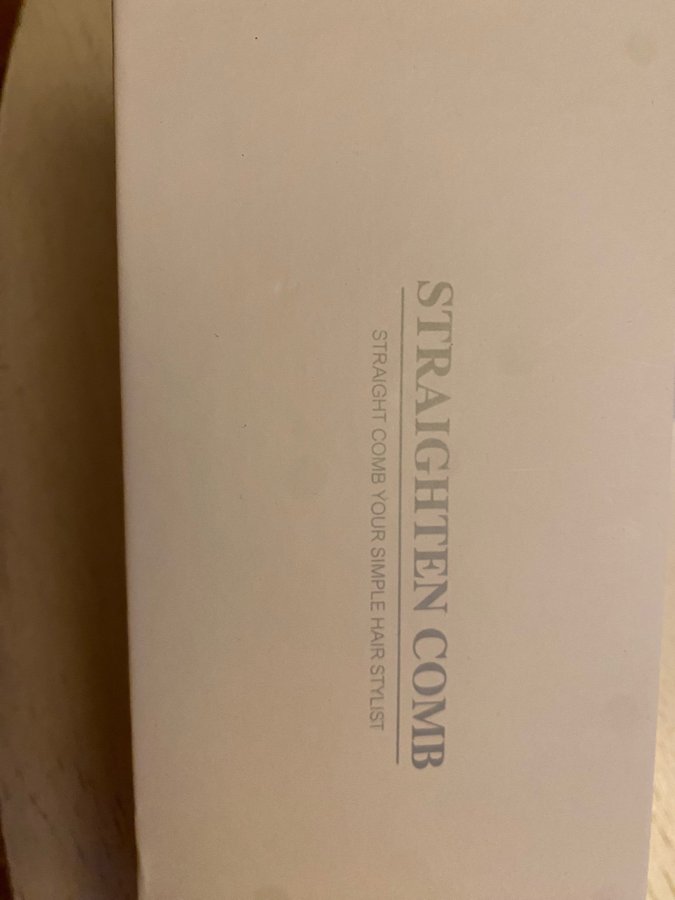 STRAIGHTEN COMB
STRAIGHT COMB YOUR SIMPLE HAIR STYLIST